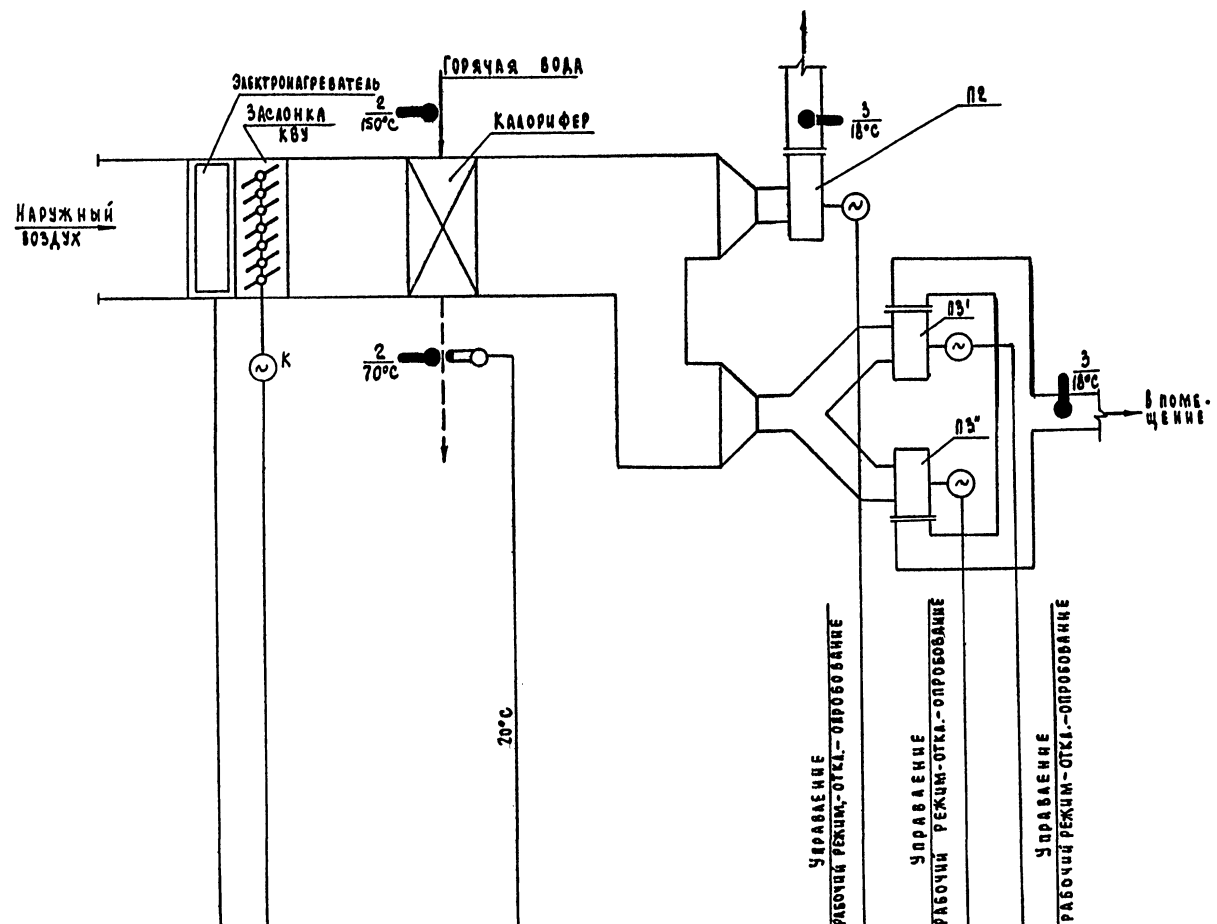 ГОРЯЧАЯ ВОДА
ЭЛЕКТРОНАГРЕВАТЕЛЬ
2
150°С
ЗАСЛОНКА
КВУ
КАЛОРИФЕР
3
18°С
П2
НАРУЖНЫЙ
ВОЗДУХ
~
П3'
~
2
70°С
~
К
3
18°С
В ПОМЕ-
ЩЕНИЕ
П3"
~
20°С
УПРАВЛЕНИЕ
РАБОЧИЙ РЕЖИМ,-ОТКЛ.-ОПРОБОВАНИЕ
УПРАВЛЕНИЕ
РАБОЧИЙ РЕЖИМ-ОТКЛ.-ОПРОБОВАНИЕ
УПРАВЛЕНИЕ
РАБОЧИЙ РЕЖИМ-ОТКЛ.-ОПРОБОВАНИЕ